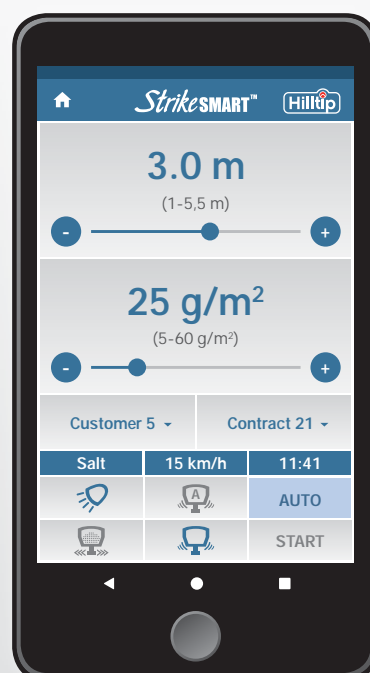 StrikeSMART™ Hilltip
3.0 m
(1-5,5 m)
- +
25 g/m²
(5-60 g/m²)
- +
Customer 5 Contract 21
Salt 15 km/h 11:41
A AUTO
START